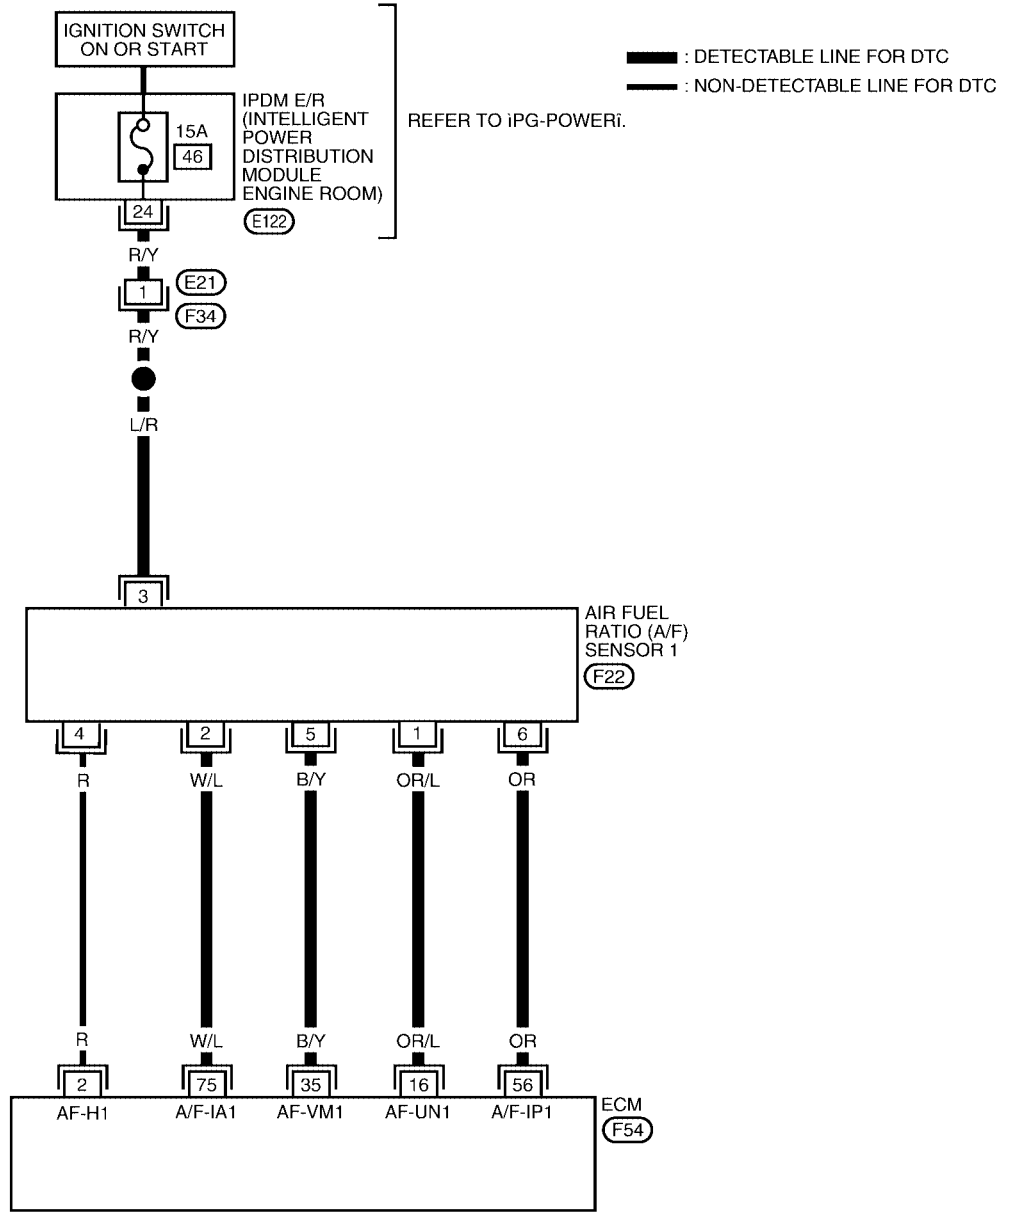 IGNITION SWITCH
ON OR START
: DETECTABLE LINE FOR DTC
: NON-DETECTABLE LINE FOR DTC
IPDM E/R
(INTELLIGENT
POWER
DISTRIBUTION
MODULE
ENGINE ROOM)
15A
46
REFER TO ìPG-POWERî.
24
E122
R/Y
1
E21
F34
R/Y
L/R
3
AIR FUEL
RATIO (A/F)
SENSOR 1
F22
4 2 5 1 6
R W/L B/Y OR/L OR
R W/L B/Y OR/L OR
2 75 35 16 56
AF-H1 A/F-IA1 AF-VM1 AF-UN1 A/F-IP1
ECM
F54